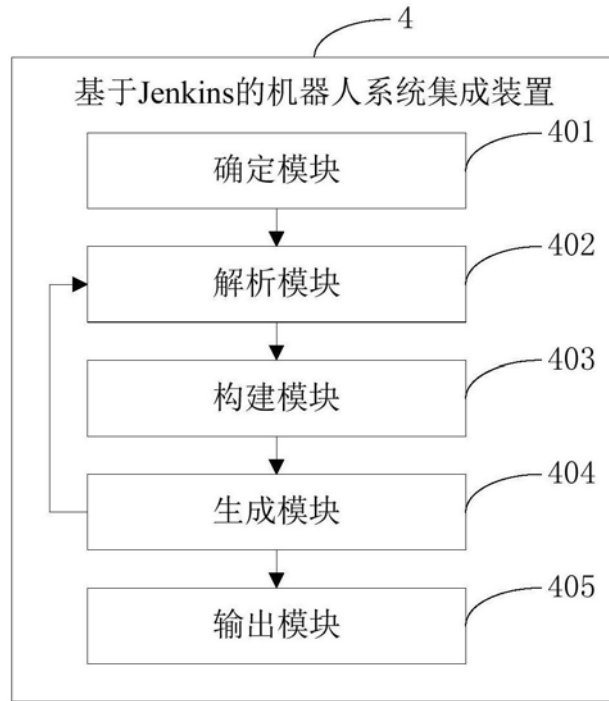 4
基于Jenkins的机器人系统集成装置
401
确定模块
402
解析模块
403
构建模块
404
生成模块
405
输出模块